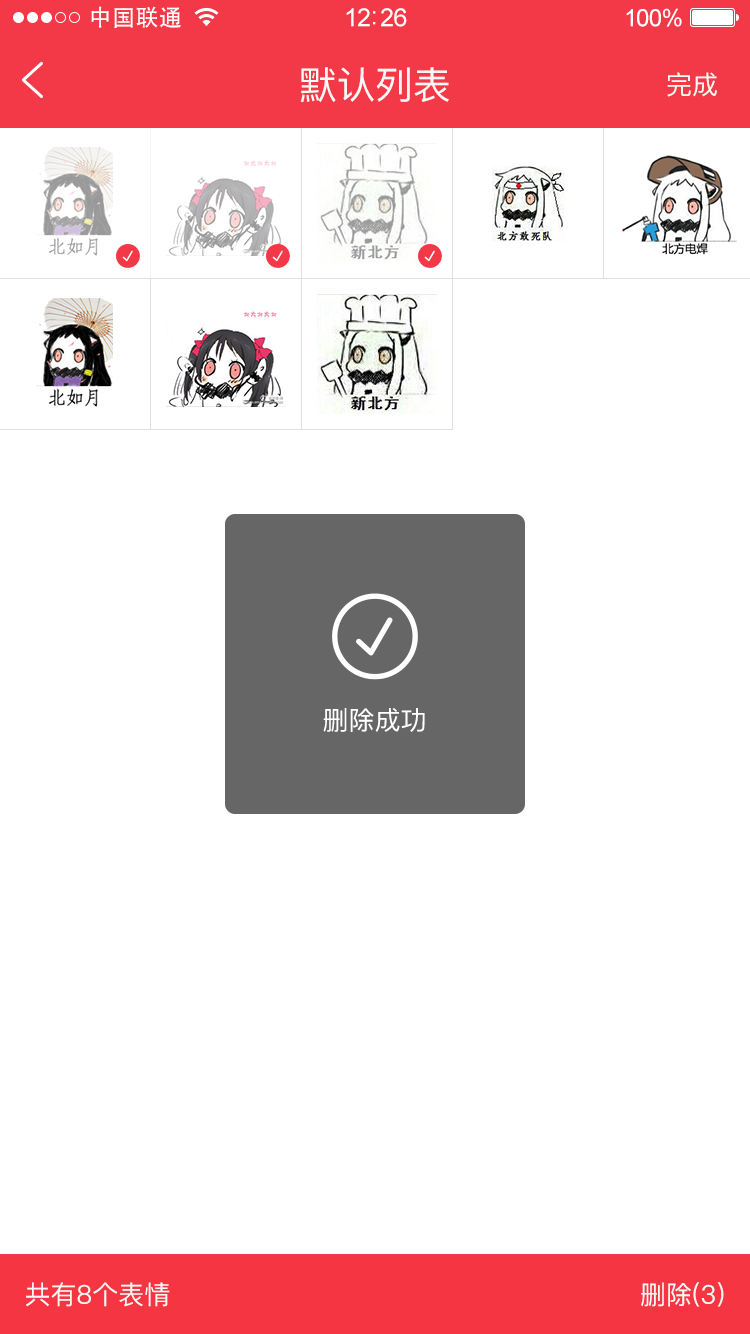 中国联通 12:26 100%
默认列表 完成
北如月
新北方
北方敢死队
北方电焊
北如月
新北方
删除成功
共有8个表情 删除(3)